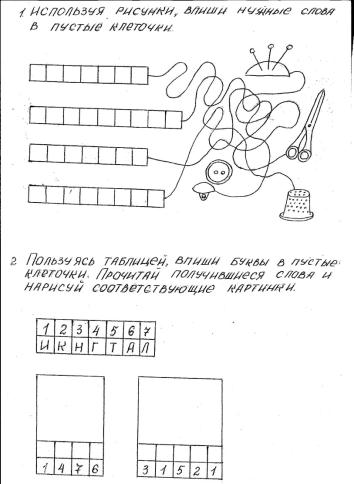 1. Используя рисунки, впиши нужные слова
в пустые клеточки.
2 Пользуясь таблицей, впиши буквы в пустые
клеточки. Прочитай получившиеся слова и
нарисуй соответствующие картинки.
1 2 3 4 5 6 7
И К Н Г Т А Л
1 4 7 6
3 1 5 2 1